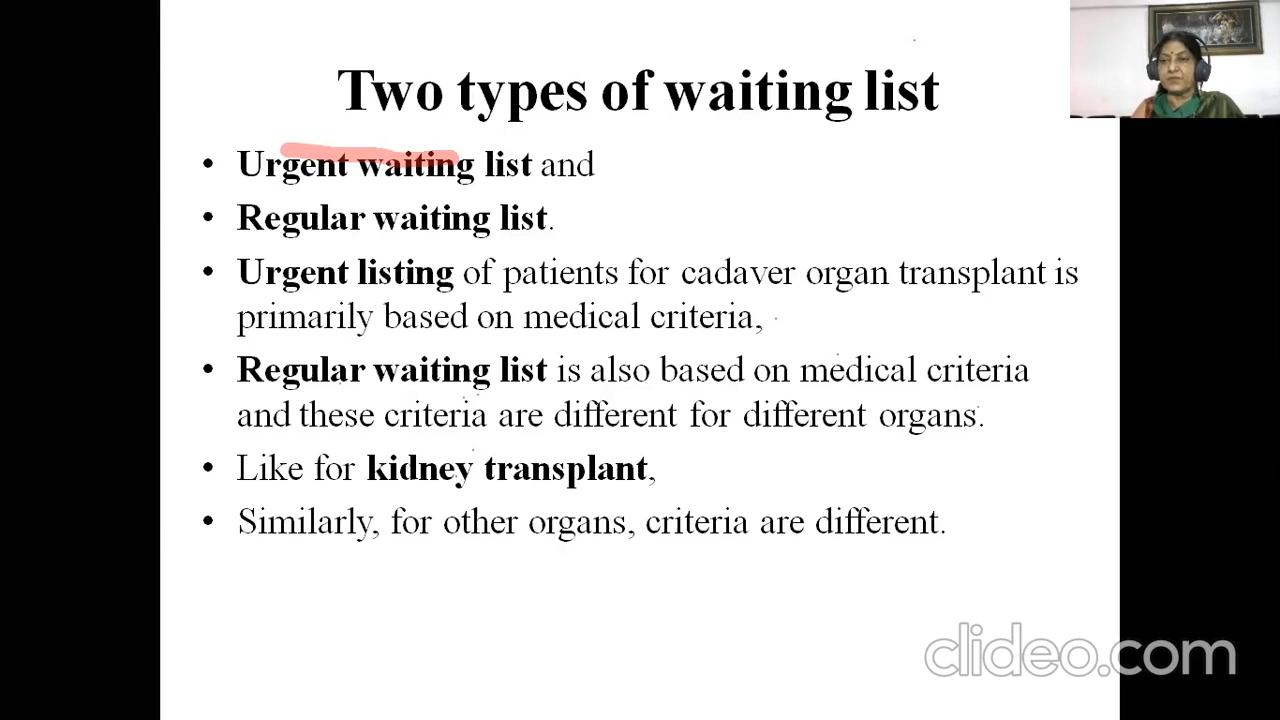 Two types of waiting list
• Urgent waiting list and
• Regular waiting list.
• Urgent listing of patients for cadaver organ transplant is
primarily based on medical criteria,
• Regular waiting list is also based on medical criteria
and these criteria are different for different organs.
• Like for kidney transplant,
• Similarly, for other organs, criteria are different.
clideo.com